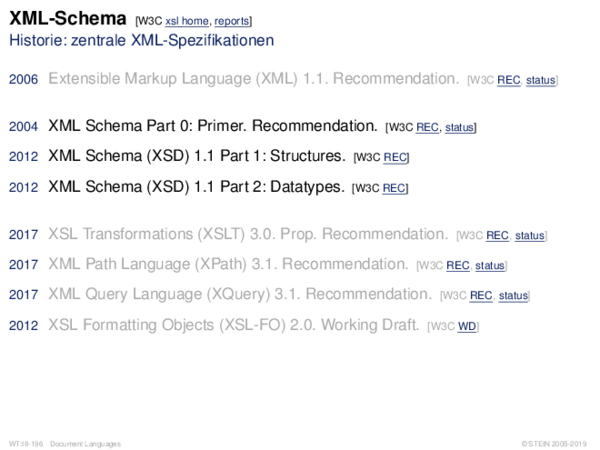 XML-Schema [W3C xsl home, reports]
Historie: zentrale XML-Spezifikationen
2006 Extensible Markup Language (XML) 1.1. Recommendation. [W3C REC, status]
2004 XML Schema Part 0: Primer. Recommendation. [W3C REC, status]
2012 XML Schema (XSD) 1.1 Part 1: Structures. [W3C REC]
2012 XML Schema (XSD) 1.1 Part 2: Datatypes. [W3C REC]
2017 XSL Transformations (XSLT) 3.0. Prop. Recommendation. [W3C REC, status]
2017 XML Path Language (XPath) 3.1. Recommendation. [W3C REC, status]
2017 XML Query Language (XQuery) 3.1. Recommendation. [W3C REC, status]
2012 XSL Formatting Objects (XSL-FO) 2.0. Working Draft. [W3C WD]
WT:III-196 Document Languages © STEIN 2005-2019